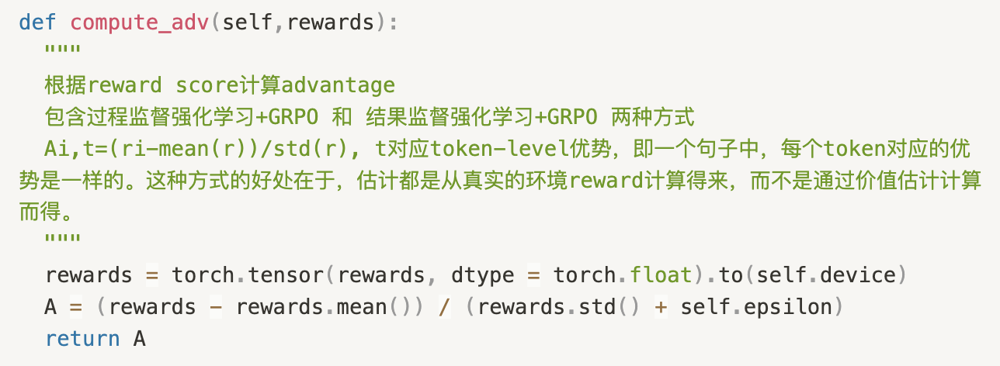 def compute_adv(self,rewards):
"""
根据reward score计算advantage
包含过程监督强化学习+GRPO 和 结果监督强化学习+GRPO 两种方式
Ai,t=(ri-mean(r))/std(r), t对应token-level优势，即一个句子中，每个token对应的优
势是一样的。这种方式的好处在于，估计都是从真实的环境reward计算得来，而不是通过价值估计计算
而得。
"""
rewards = torch.tensor(rewards, dtype = torch.float).to(self.device)
A = (rewards - rewards.mean()) / (rewards.std() + self.epsilon)
return A